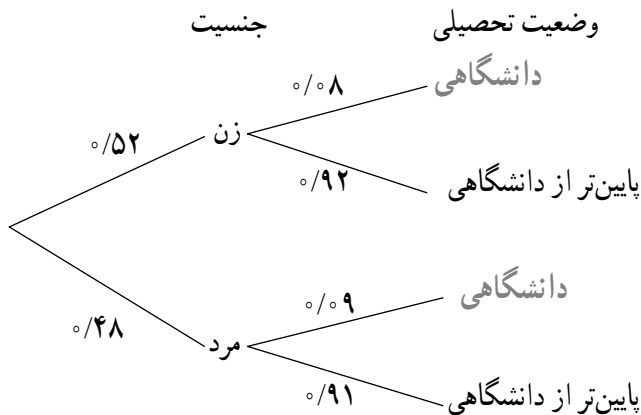 وضعیت تحصیلی جنسیت
دانشگاهی
۰/۰۸
زن
۰/۵۲
پایین‌تر از دانشگاهی
۰/۹۲
دانشگاهی
۰/۰۹
مرد
۰/۴۸
پایین‌تر از دانشگاهی
۰/۹۱